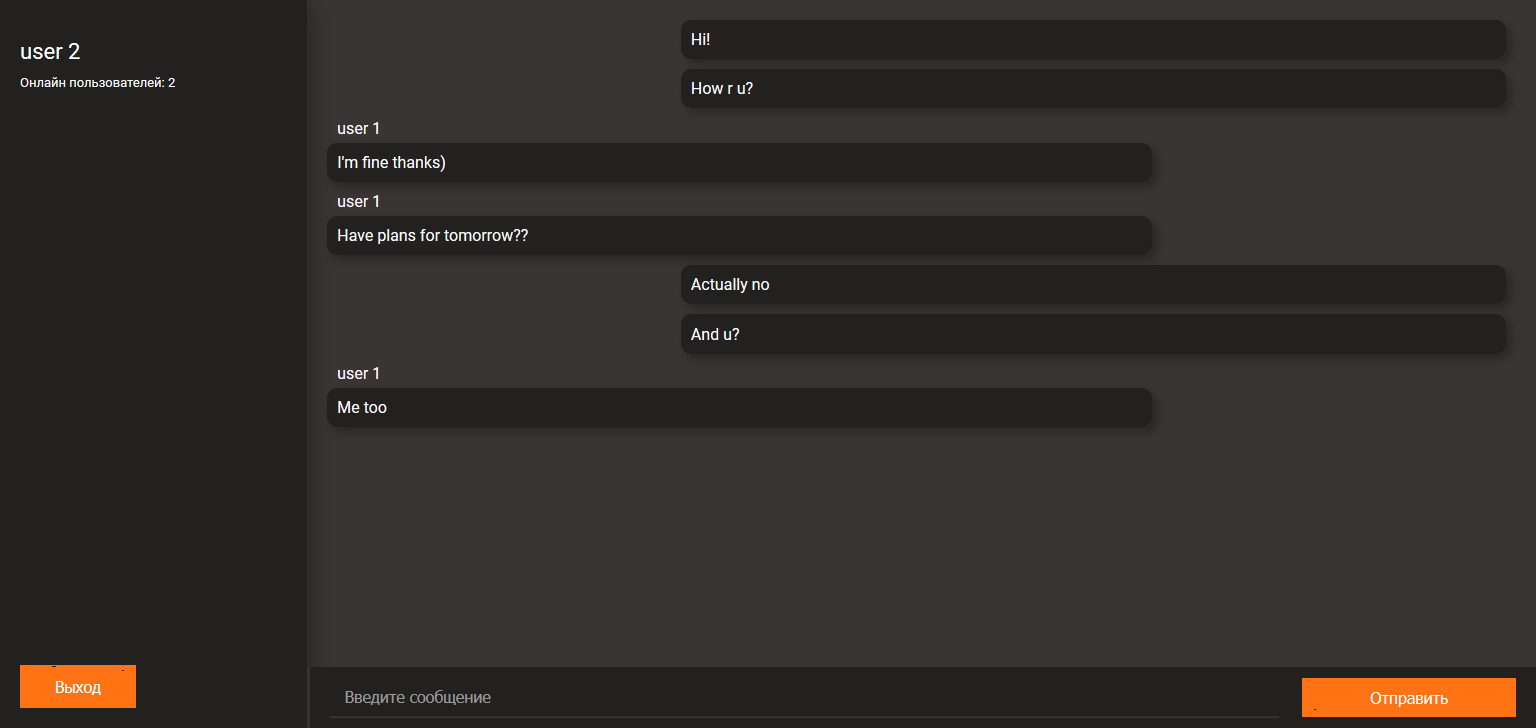 user 2
Онлайн пользователей: 2
Hi!
How r u?
user 1
I'm fine thanks)
user 1
Have plans for tomorrow??
Actually no
And u?
user 1
Me too
Выход
Введите сообщение
Отправить